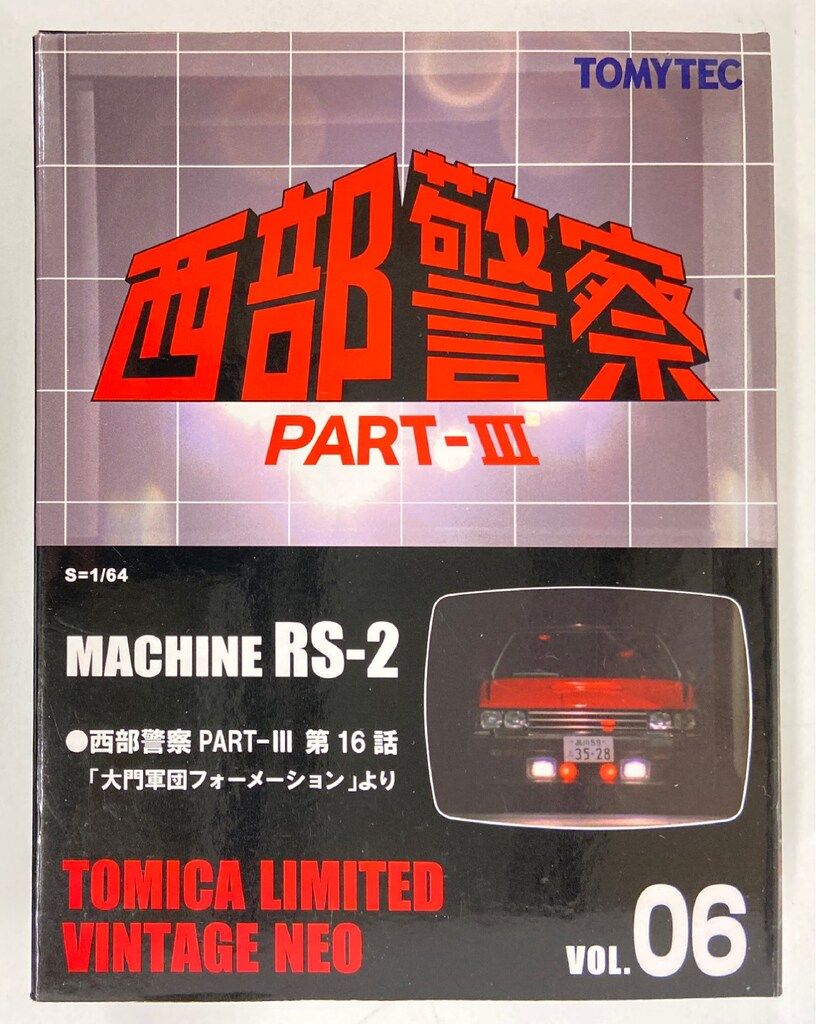 TOMYTEC
西部警察
PART-III
S=1/64
MACHINE RS-2
●西部警察 PART-III 第16話
「大門軍団フォーメーション」より
35-28
TOMICA LIMITED
VINTAGE NEO
VOL.06